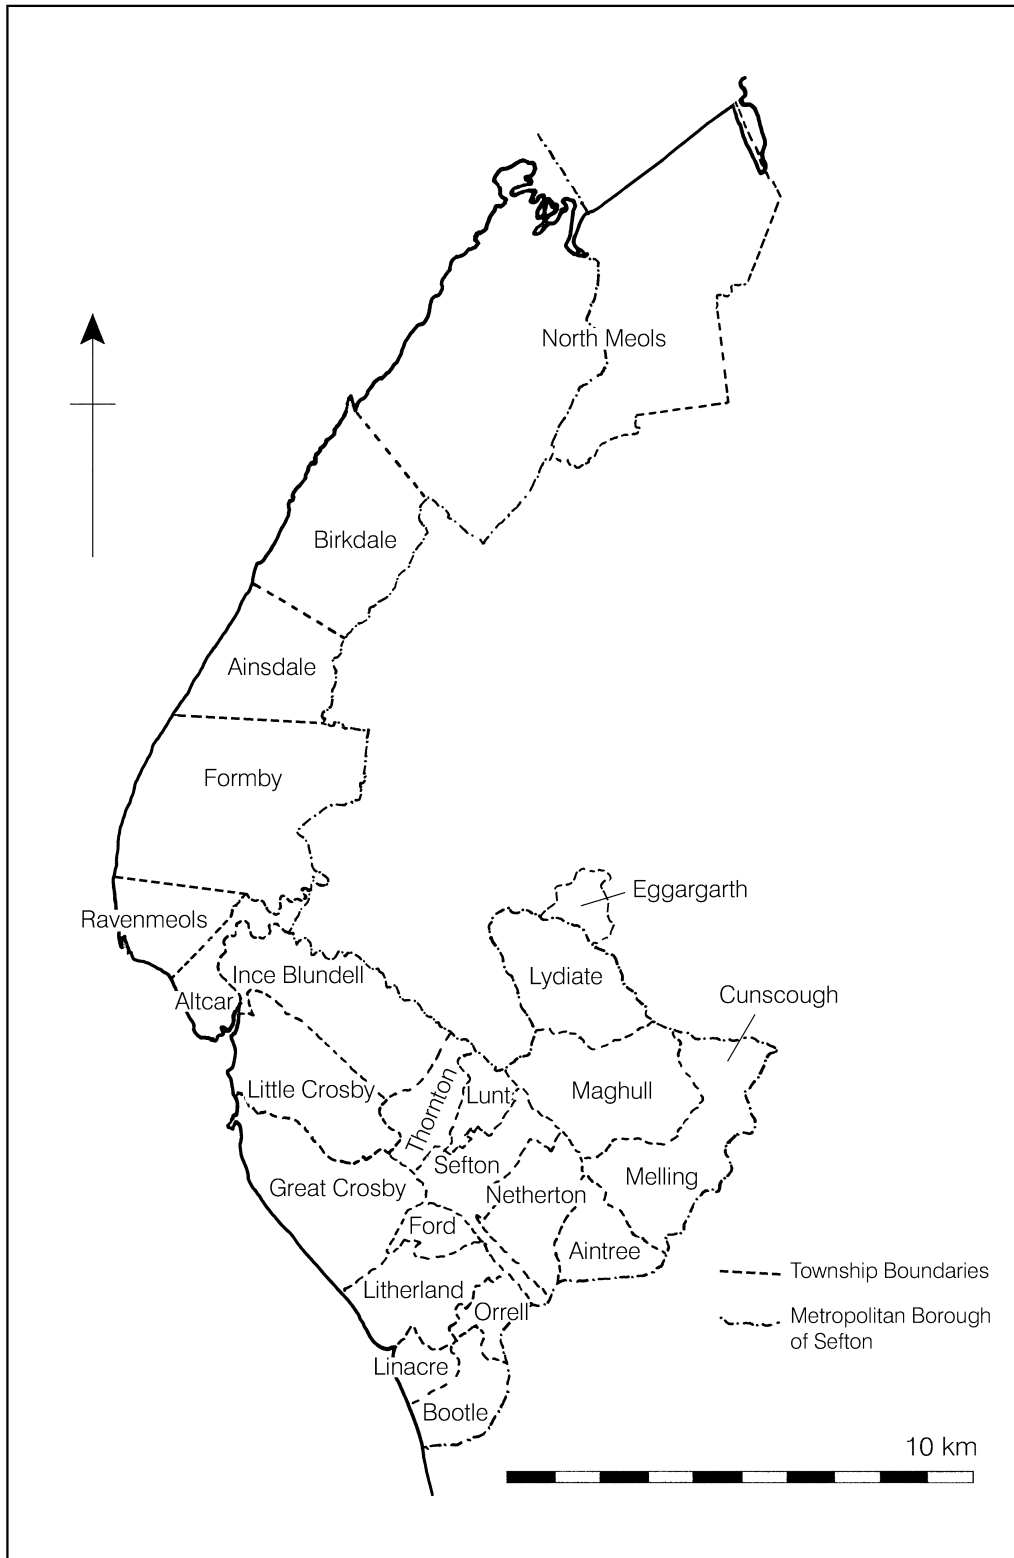 North Meols
Birkdale
Ainsdale
Formby
Eggargarth
Ravenmeols
Ince Blundell
Lydiate
Cunscough
Altcar
Little Crosby
Thornton
Lunt
Maghull
Sefton
Melling
Great Crosby
Netherton
Ford
Aintree
Litherland
Orrell
Linacre
Bootle
Township Boundaries
Metropolitan Borough
of Sefton
10 km